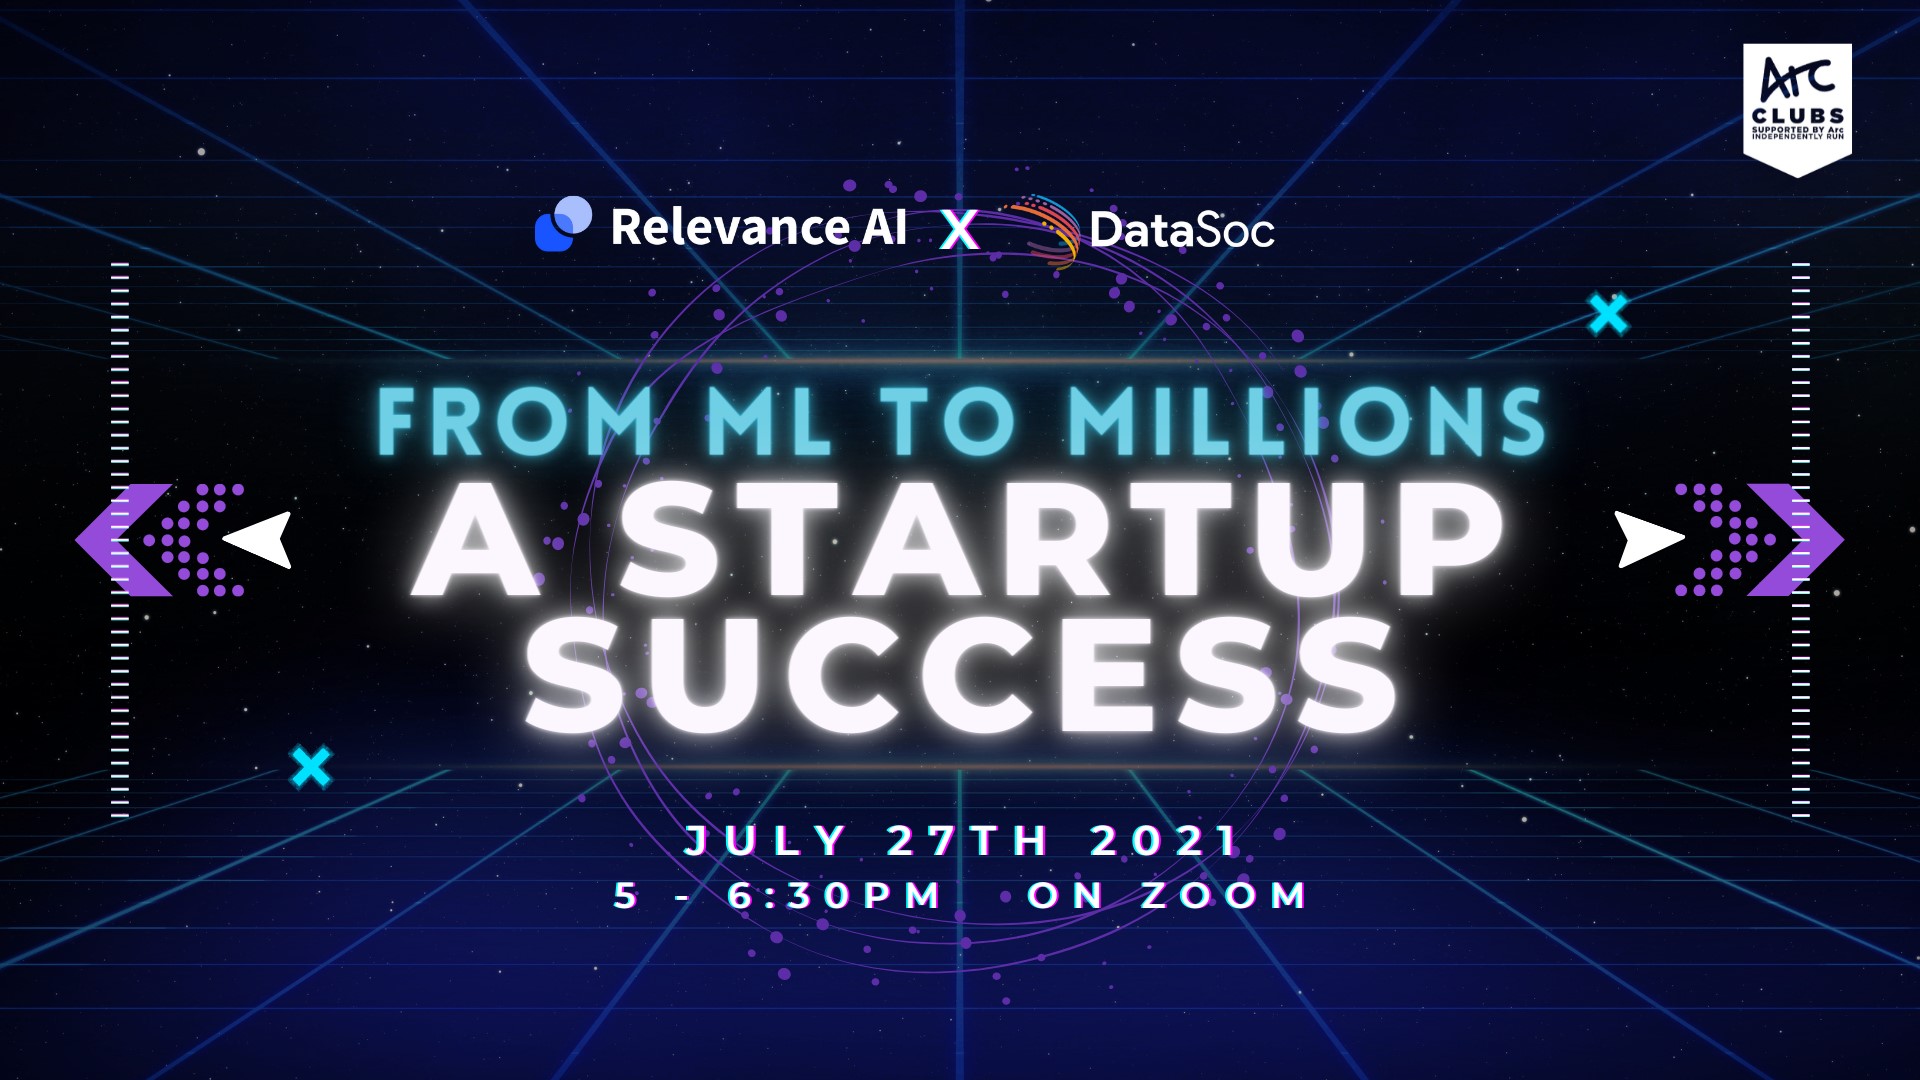 Arc
CLUBS
SUPPORTED BY Arc
INDEPENDENTLY RUN
Relevance AI X DataSoc
FROM ML TO MILLIONS
A STARTUP
SUCCESS
JULY 27TH 2021
5 - 6:30PM ON ZOOM